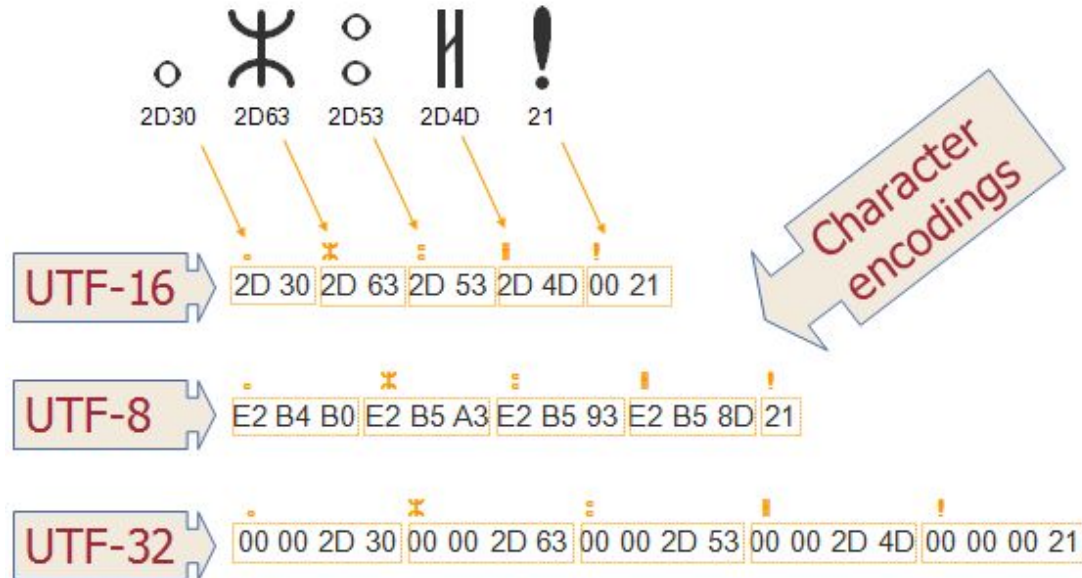 ⴰ ⵣ ⵓ ⵍ !
2D30 2D63 2D53 2D4D 21
Character
encodings
ⴰ ⵣ ⵓ ⵍ !
UTF-16 2D 30 2D 63 2D 53 2D 4D 00 21
ⴰ ⵣ ⵓ ⵍ !
UTF-8 E2 B4 B0 E2 B5 A3 E2 B5 93 E2 B5 8D 21
ⴰ ⵣ ⵓ ⵍ !
UTF-32 00 00 2D 30 00 00 2D 63 00 00 2D 53 00 00 2D 4D 00 00 00 21